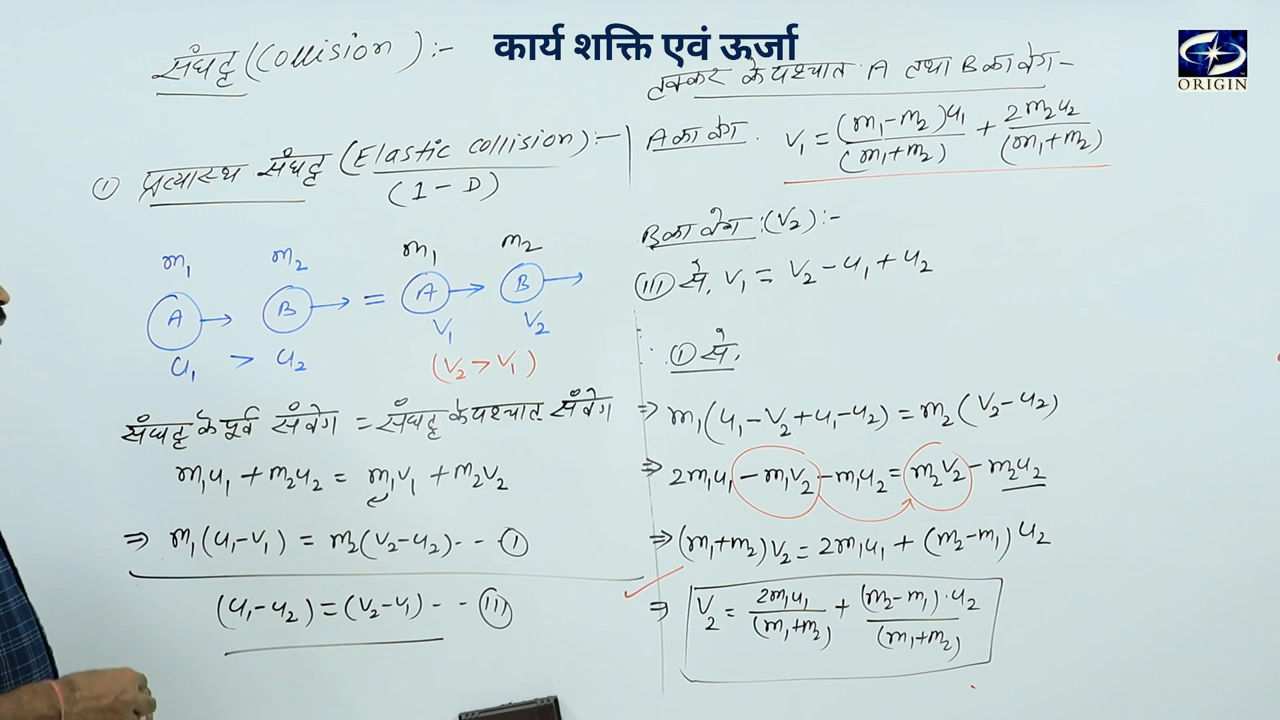 कार्य शक्ति एवं ऊर्जा
ORIGIN
संघट्ट (Collision) :-
① प्रत्यास्थ संघट्ट (Elastic collision) :-
(1 - D)
m₁ m₂ m₁ m₂
A → B → = A → B →
u₁ > u₂ v₁ v₂
(v₂ > v₁)
संघट्ट के पूर्व संवेग = संघट्ट के पश्चात् संवेग
m₁u₁ + m₂u₂ = m₁v₁ + m₂v₂
⇒ m₁(u₁-v₁) = m₂(v₂-u₂) - - ①
(u₁-u₂) = (v₂-v₁) - - (III)
टक्कर के पश्चात A तथा B का वेग -
A का वेग. v₁ = (m₁-m₂)u₁/(m₁+m₂) + 2m₂u₂/(m₁+m₂)
B का वेग :(v₂) :-
(III) से, v₁ = v₂ - u₁ + u₂
① से,
⇒ m₁(u₁-v₂+u₁-u₂) = m₂(v₂-u₂)
⇒ 2m₁u₁ - m₁v₂ - m₁u₂ = m₂v₂ - m₂u₂
⇒ (m₁+m₂)v₂ = 2m₁u₁ + (m₂-m₁)u₂
⇒ v₂ = 2m₁u₁/(m₁+m₂) + (m₂-m₁)·u₂/(m₁+m₂)